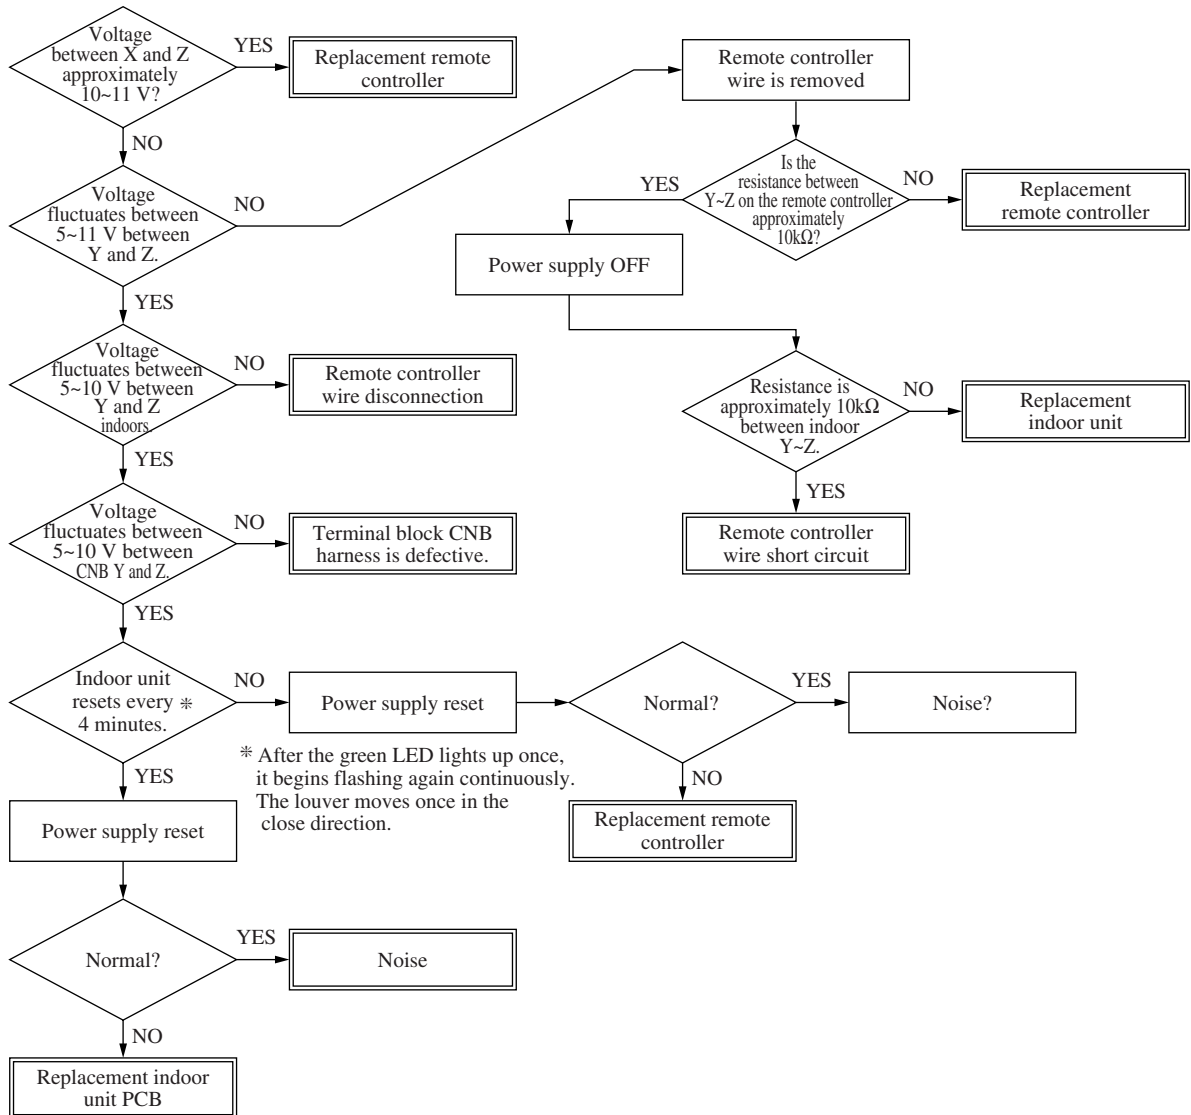 Voltage
between X and Z
approximately
10~11 V?
YES
Replacement remote
controller
NO
Voltage
fluctuates between
5~11 V between
Y and Z.
NO
Remote controller
wire is removed
Is the
resistance between
Y~Z on the remote controller
approximately
10kΩ?
NO
Replacement
remote controller
YES
Power supply OFF
Resistance is
approximately 10kΩ
between indoor
Y~Z.
NO
Replacement
indoor unit
YES
Remote controller
wire short circuit
YES
Voltage
fluctuates between
5~10 V between
Y and Z
indoors.
NO
Remote controller
wire disconnection
YES
Voltage
fluctuates between
5~10 V between
CNB Y and Z.
NO
Terminal block CNB
harness is defective.
YES
Indoor unit
resets every *
4 minutes.
NO
Power supply reset
Normal?
YES
Noise?
NO
Replacement remote
controller
* After the green LED lights up once,
it begins flashing again continuously.
The louver moves once in the
close direction.
YES
Power supply reset
Normal?
YES
Noise
NO
Replacement indoor
unit PCB